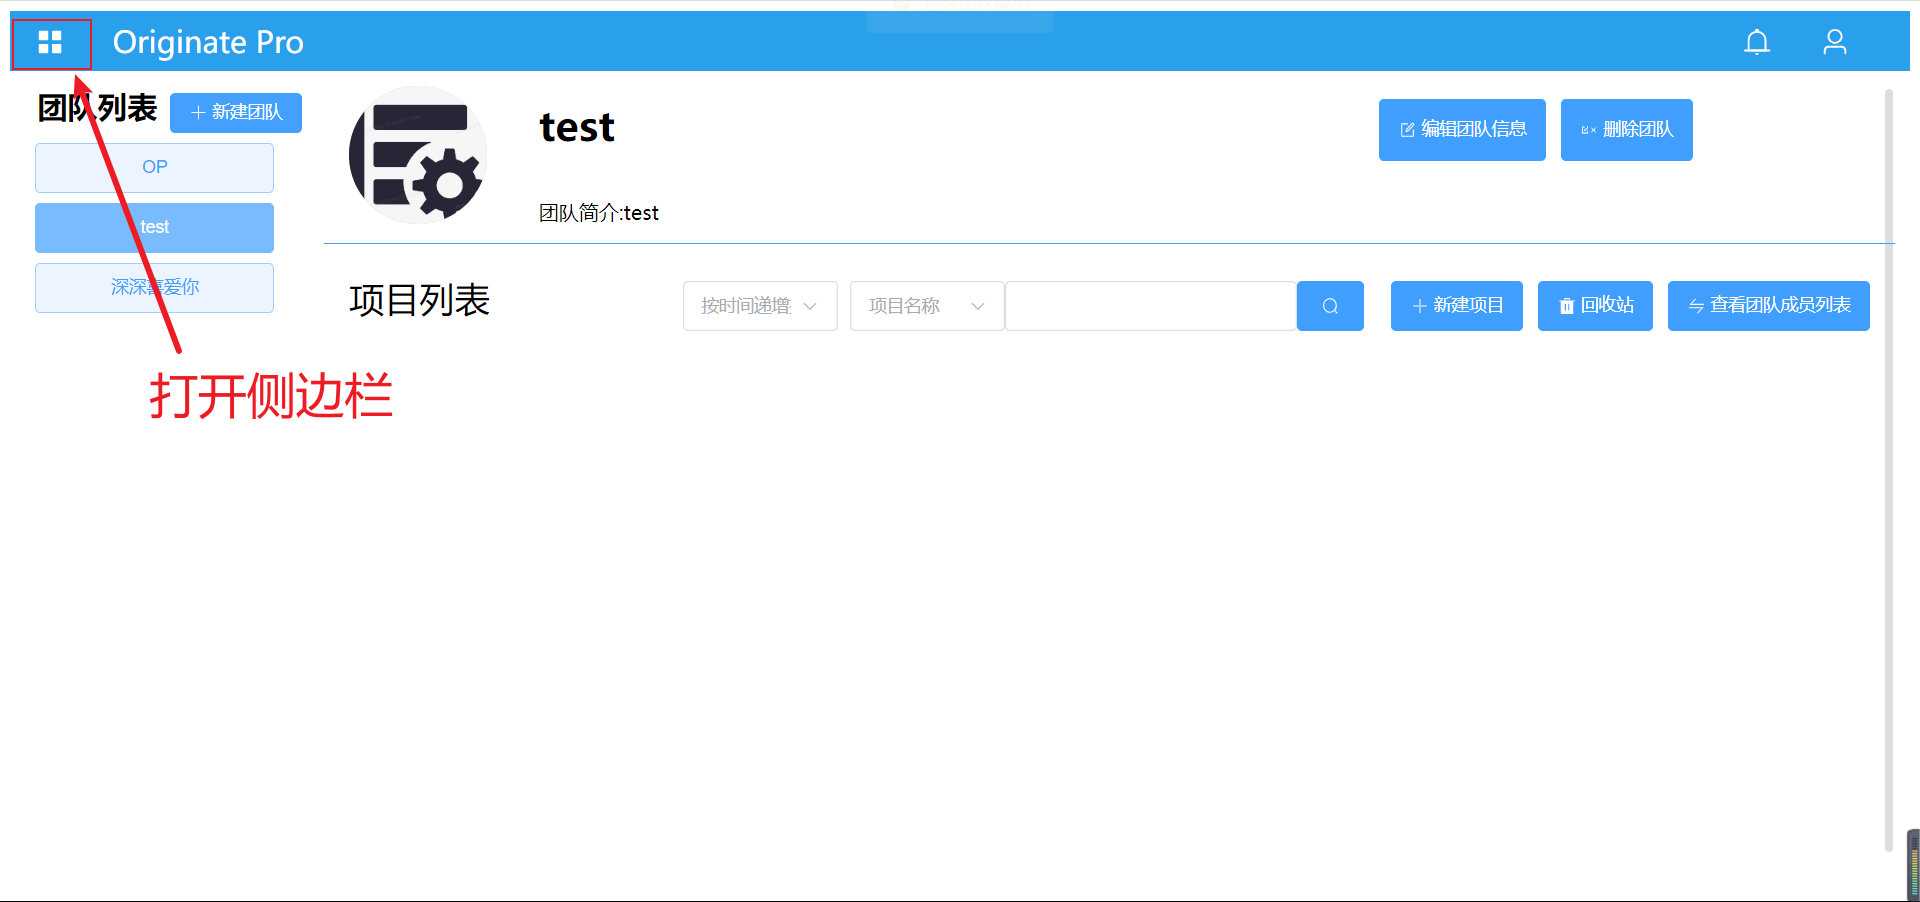 Originate Pro
团队列表
新建团队
OP
test
深深喜爱你
test
团队简介:test
编辑团队信息
删除团队
项目列表
按时间递增
项目名称
新建项目
回收站
查看团队成员列表
打开侧边栏